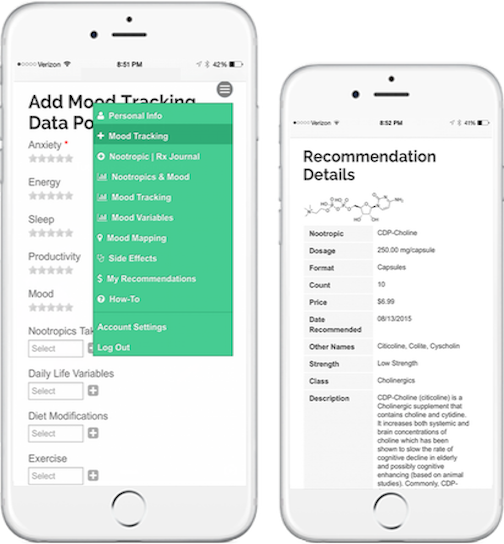 Verizon
8:51 PM
42%
Add Mood Tracking
Data Po
Anxiety *
Energy
Sleep
Productivity
Mood
Nootropics Tak
Select
Daily Life Variables
Select
Diet Modifications
Select
Exercise
Select
Personal Info
Mood Tracking
Nootropic | Rx Journal
Nootropics & Mood
Mood Tracking
Mood Variables
Mood Mapping
Side Effects
My Recommendations
How-To
Account Settings
Log Out
Verizon
8:52 PM
41%
Recommendation
Details
Nootropic CDP-Choline
Dosage 250.00 mg/capsule
Format Capsules
Count 10
Price $6.99
Date
Recommended 08/13/2015
Other Names Citicoline, Colite, Cyscholin
Strength Low Strength
Class Cholinergics
Description CDP-Choline (citicoline) is a
Cholinergic supplement that
contains choline and cytidine.
It increases both systemic and
brain concentrations of
choline which has been
shown to slow the rate of
cognitive decline in elderly
and possibly cognitive
enhancing (based on animal
studies). Commonly, CDP-